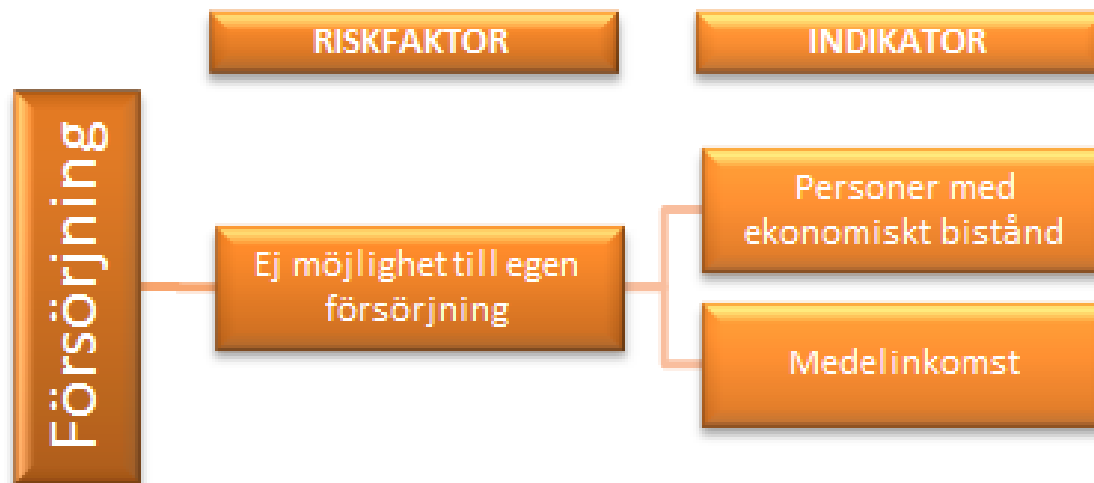 RISKFAKTOR
INDIKATOR
Försörjning
Ej möjlighet till egen
försörjning
Personer med
ekonomiskt bistånd
Medelinkomst